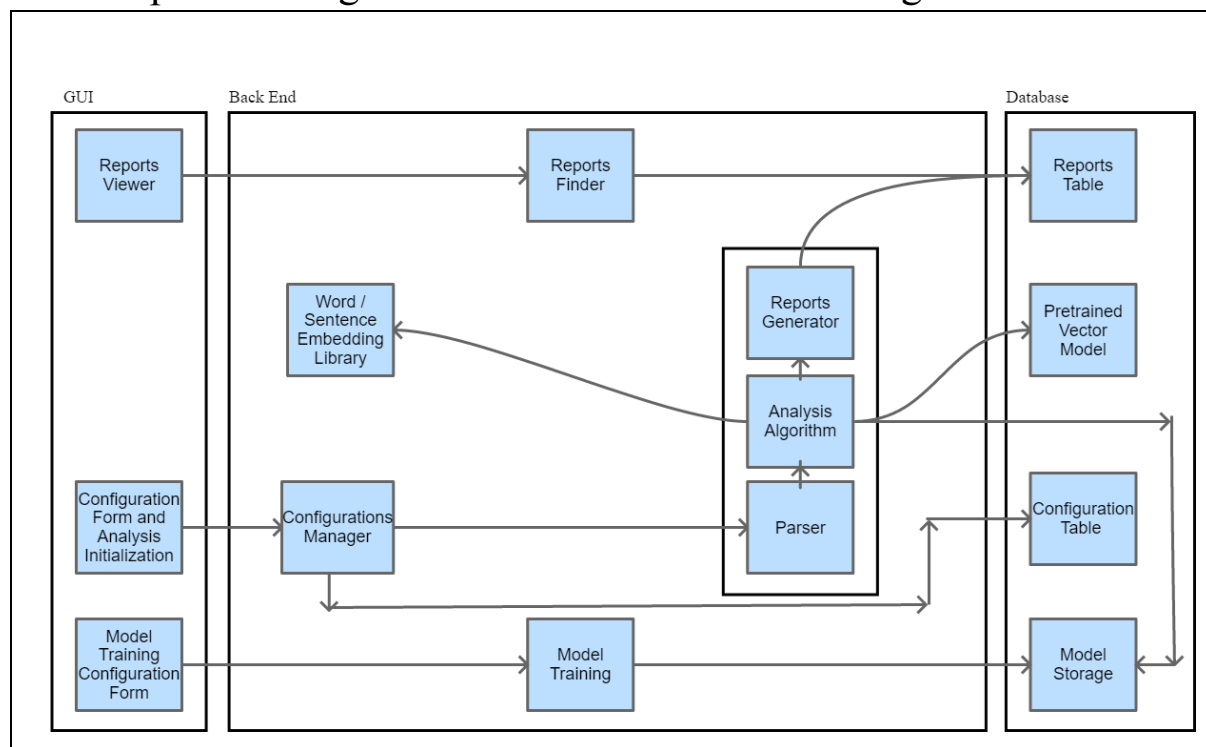 GUI
Back End
Database
Reports
Viewer
Reports
Finder
Reports
Table
Word /
Sentence
Embedding
Library
Reports
Generator
Pretrained
Vector
Model
Analysis
Algorithm
Configuration
Form and
Analysis
Initialization
Configurations
Manager
Parser
Configuration
Table
Model
Training
Configuration
Form
Model
Training
Model
Storage